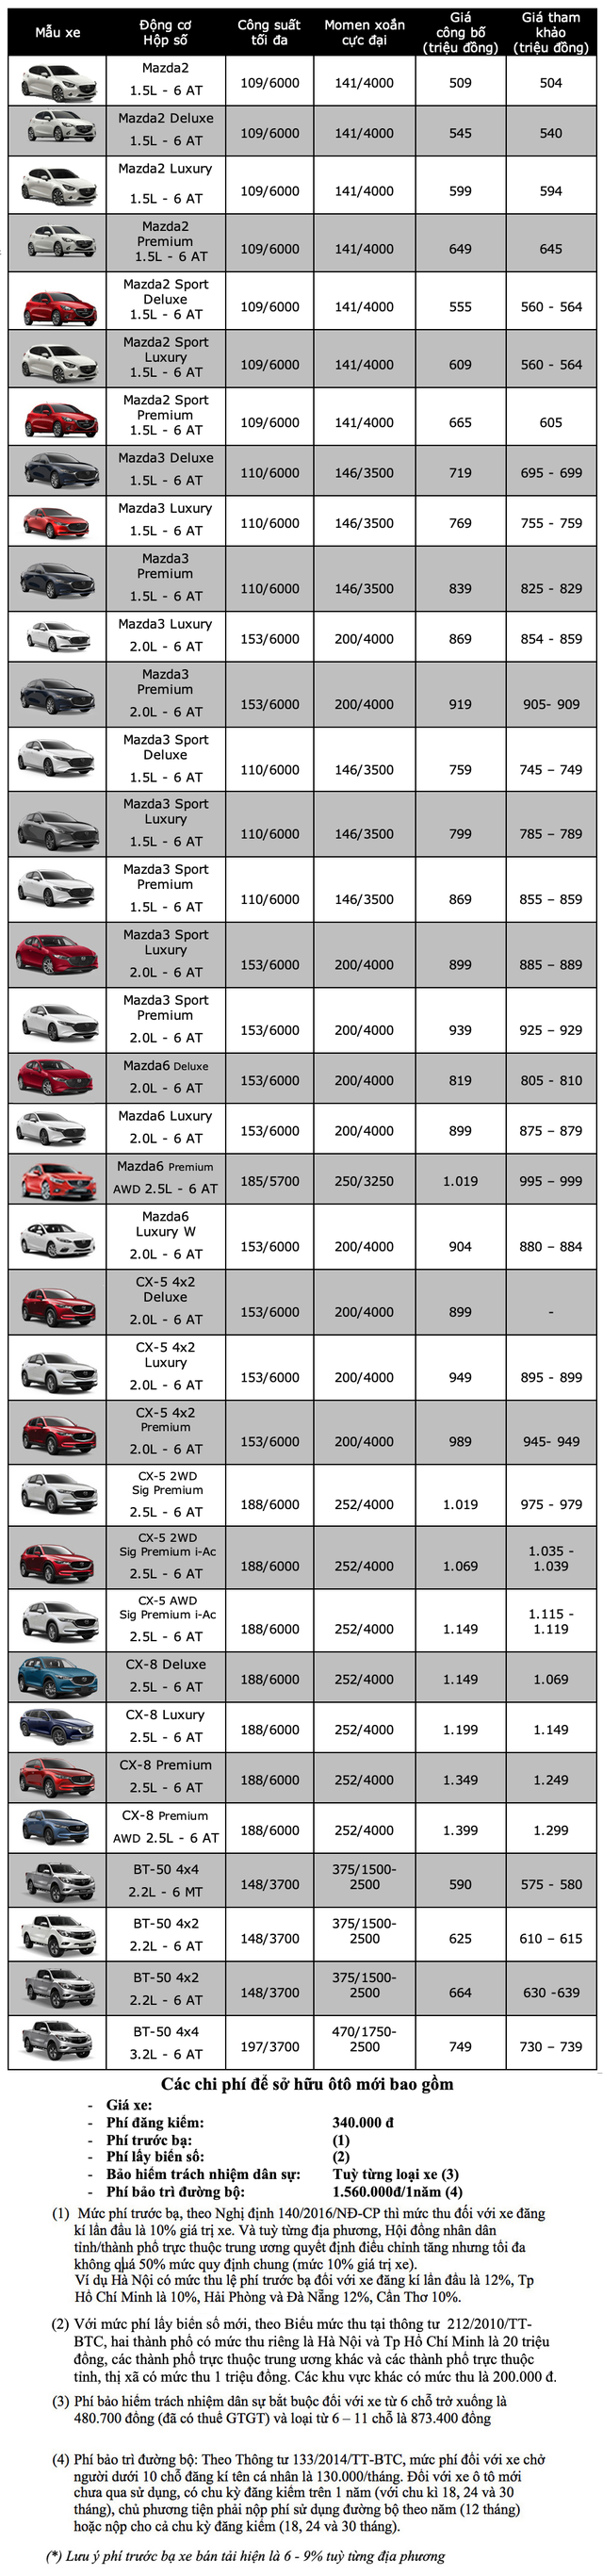 Mẫu xe
Động cơ
Hộp số
Công suất
tối đa
Momen xoắn
cực đại
Giá
công bố
(triệu đồng)
Giá tham
khảo
(triệu đồng)
Mazda2
1.5L - 6 AT
109/6000
141/4000
509
504
Mazda2 Deluxe
1.5L - 6 AT
109/6000
141/4000
545
540
Mazda2 Luxury
1.5L - 6 AT
109/6000
141/4000
599
594
Mazda2
Premium
1.5L - 6 AT
109/6000
141/4000
649
645
Mazda2 Sport
Deluxe
1.5L - 6 AT
109/6000
141/4000
555
560 - 564
Mazda2 Sport
Luxury
1.5L - 6 AT
109/6000
141/4000
609
560 - 564
Mazda2 Sport
Premium
1.5L - 6 AT
109/6000
141/4000
665
605
Mazda3 Deluxe
1.5L - 6 AT
110/6000
146/3500
719
695 - 699
Mazda3 Luxury
1.5L - 6 AT
110/6000
146/3500
769
755 - 759
Mazda3
Premium
1.5L - 6 AT
110/6000
146/3500
839
825 - 829
Mazda3 Luxury
2.0L - 6 AT
153/6000
200/4000
869
854 - 859
Mazda3
Premium
2.0L - 6 AT
153/6000
200/4000
919
905- 909
Mazda3 Sport
Deluxe
1.5L - 6 AT
110/6000
146/3500
759
745 – 749
Mazda3 Sport
Luxury
1.5L - 6 AT
110/6000
146/3500
799
785 – 789
Mazda3 Sport
Premium
1.5L - 6 AT
110/6000
146/3500
869
855 – 859
Mazda3 Sport
Luxury
2.0L - 6 AT
153/6000
200/4000
899
885 – 889
Mazda3 Sport
Premium
2.0L - 6 AT
153/6000
200/4000
939
925 – 929
Mazda6 Deluxe
2.0L - 6 AT
153/6000
200/4000
819
805 - 810
Mazda6 Luxury
2.0L - 6 AT
153/6000
200/4000
899
875 – 879
Mazda6 Premium
AWD 2.5L - 6 AT
185/5700
250/3250
1.019
995 – 999
Mazda6
Luxury W
2.0L - 6 AT
153/6000
200/4000
904
880 – 884
CX-5 4x2
Deluxe
2.0L - 6 AT
153/6000
200/4000
899
-
CX-5 4x2
Luxury
2.0L - 6 AT
153/6000
200/4000
949
895 - 899
CX-5 4x2
Premium
2.0L - 6 AT
153/6000
200/4000
989
945- 949
CX-5 2WD
Sig Premium
2.5L - 6 AT
188/6000
252/4000
1.019
975 - 979
CX-5 2WD
Sig Premium i-Ac
2.5L - 6 AT
188/6000
252/4000
1.069
1.035 -
1.039
CX-5 AWD
Sig Premium i-Ac
2.5L - 6 AT
188/6000
252/4000
1.149
1.115 -
1.119
CX-8 Deluxe
2.5L - 6 AT
188/6000
252/4000
1.149
1.069
CX-8 Luxury
2.5L - 6 AT
188/6000
252/4000
1.199
1.149
CX-8 Premium
2.5L - 6 AT
188/6000
252/4000
1.349
1.249
CX-8 Premium
AWD 2.5L - 6 AT
188/6000
252/4000
1.399
1.299
BT-50 4x4
2.2L - 6 MT
148/3700
375/1500-
2500
590
575 - 580
BT-50 4x2
2.2L - 6 AT
148/3700
375/1500-
2500
625
610 – 615
BT-50 4x2
2.2L - 6 AT
148/3700
375/1500-
2500
664
630 -639
BT-50 4x4
3.2L - 6 AT
197/3700
470/1750-
2500
749
730 – 739
Các chi phí để sở hữu ôtô mới bao gồm
- Giá xe:
- Phí đăng kiểm: 340.000 đ
- Phí trước bạ: (1)
- Phí lấy biển số: (2)
- Bảo hiểm trách nhiệm dân sự: Tuỳ từng loại xe (3)
- Phí bảo trì đường bộ: 1.560.000đ/1năm (4)
(1) Mức phí trước bạ, theo Nghị định 140/2016/NĐ-CP thì mức thu đối với xe đăng
kí lần đầu là 10% giá trị xe. Và tuỳ từng địa phương, Hội đồng nhân dân
tỉnh/thành phố trực thuộc trung ương quyết định điều chỉnh tăng nhưng tối đa
không quá 50% mức quy định chung (mức 10% giá trị xe).
Ví dụ Hà Nội có mức thu lệ phí trước bạ đối với xe đăng kí lần đầu là 12%, Tp
Hồ Chí Minh là 10%, Hải Phòng và Đà Nẵng 12%, Cần Thơ 10%.
(2) Với mức phí lấy biển số mới, theo Biểu mức thu tại thông tư 212/2010/TT-
BTC, hai thành phố có mức thu riêng là Hà Nội và Tp Hồ Chí Minh là 20 triệu
đồng, các thành phố trực thuộc trung ương khác và các thành phố trực thuộc
tỉnh, thị xã có mức thu 1 triệu đồng. Các khu vực khác có mức thu là 200.000 đ.
(3) Phí bảo hiểm trách nhiệm dân sự bắt buộc đối với xe từ 6 chỗ trở xuống là
480.700 đồng (đã có thuế GTGT) và loại từ 6 – 11 chỗ là 873.400 đồng
(4) Phí bảo trì đường bộ: Theo Thông tư 133/2014/TT-BTC, mức phí đối với xe chở
người dưới 10 chỗ đăng kí tên cá nhân là 130.000/tháng. Đối với xe ô tô mới
chưa qua sử dụng, có chu kỳ đăng kiểm trên 1 năm (với chu kì 18, 24 và 30
tháng), chủ phương tiện phải nộp phí sử dụng đường bộ theo năm (12 tháng)
hoặc nộp cho cả chu kỳ đăng kiểm (18, 24 và 30 tháng).
(*) Lưu ý phí trước bạ xe bán tải hiện là 6 - 9% tuỳ từng địa phương